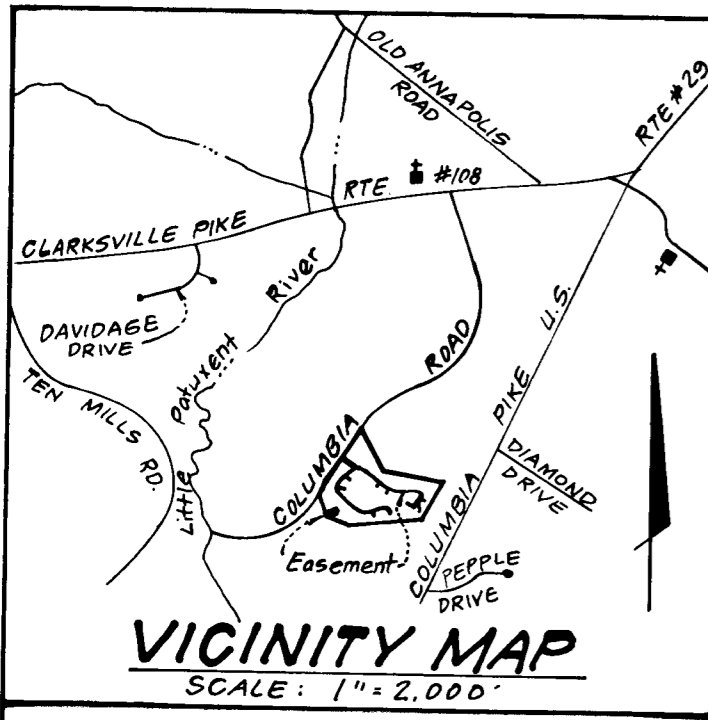 OLD ANNAPOLIS
ROAD
RTE #29
RTE #108
CLARKSVILLE PIKE
Little Patuxent River
DAVIDAGE
DRIVE
TEN MILLS RD.
COLUMBIA ROAD
COLUMBIA PIKE U.S.
DIAMOND
DRIVE
Easement
PEPPLE
DRIVE
VICINITY MAP
SCALE: 1"=2,000'